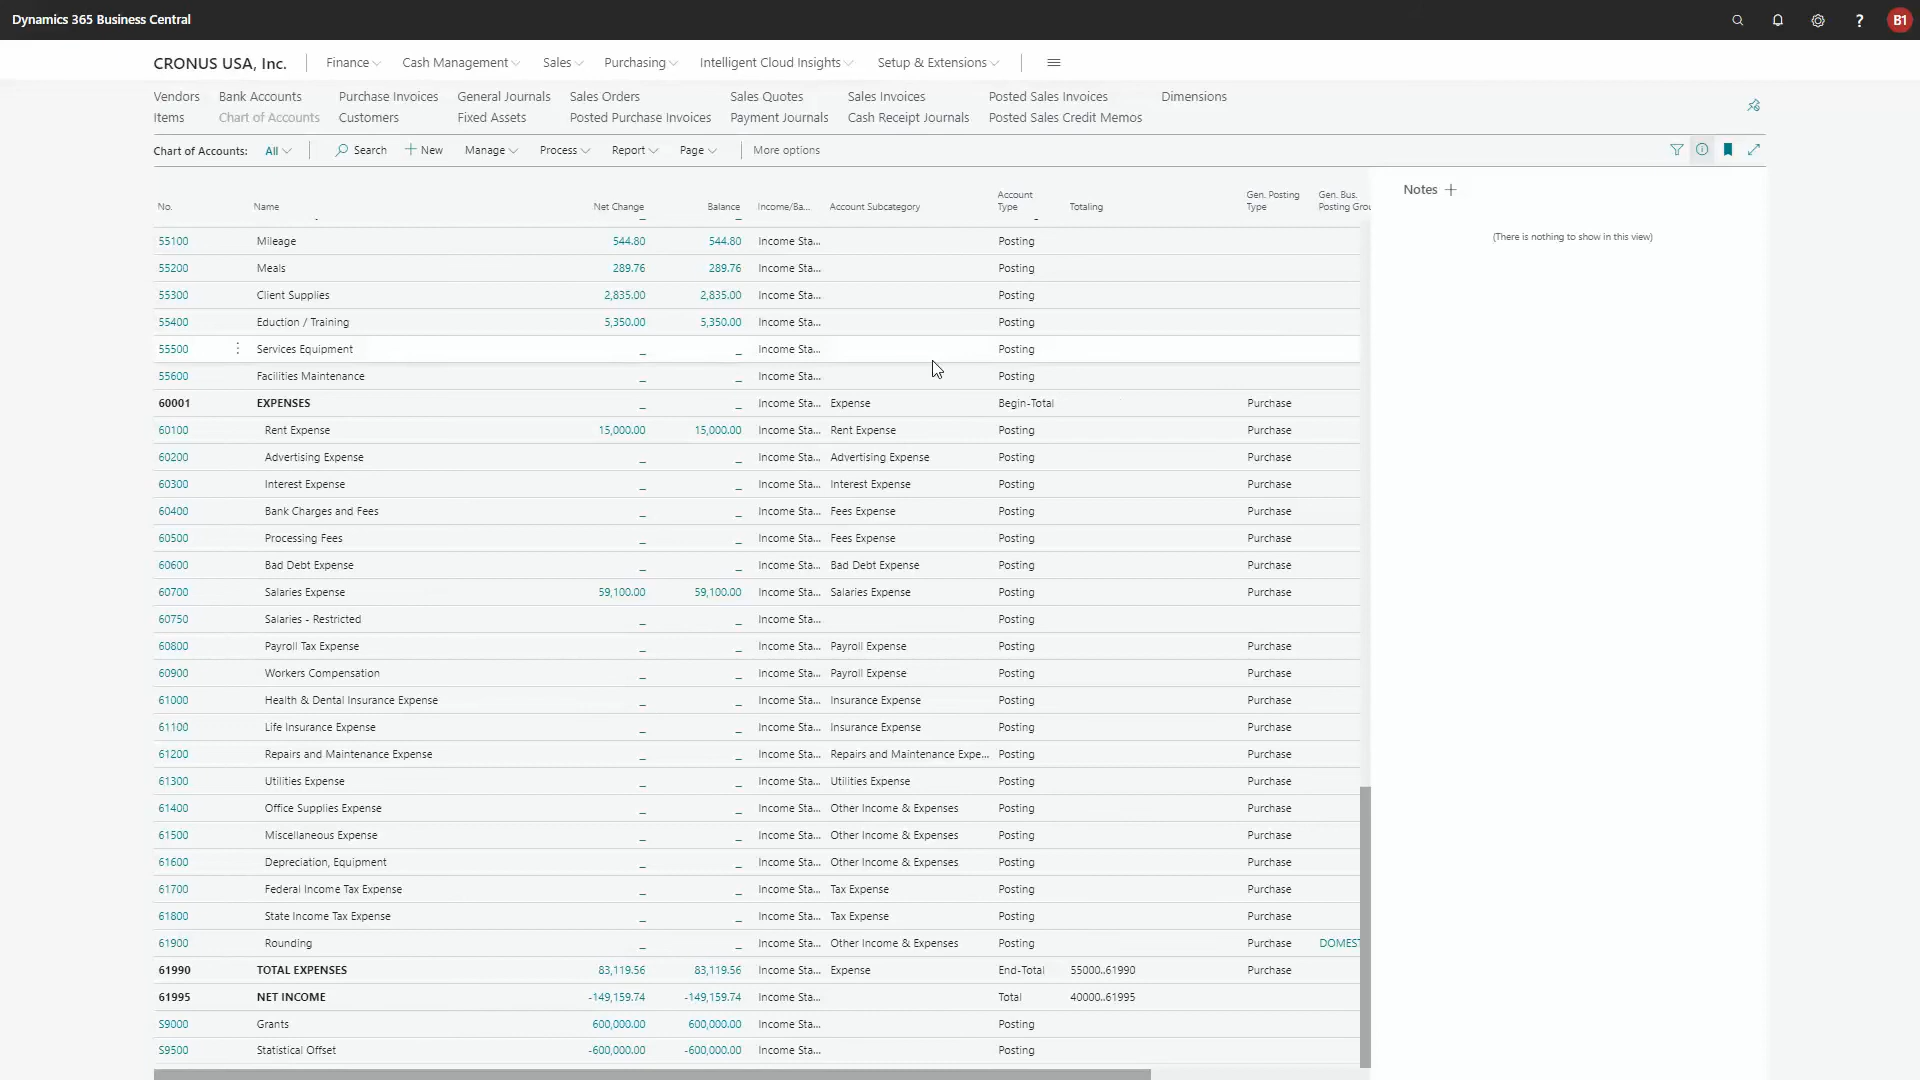 Dynamics 365 Business Central
B1
CRONUS USA, Inc. Finance Cash Management Sales Purchasing Intelligent Cloud Insights Setup & Extensions
Vendors Bank Accounts Purchase Invoices General Journals Sales Orders Sales Quotes Sales Invoices Posted Sales Invoices Dimensions
Items Chart of Accounts Customers Fixed Assets Posted Purchase Invoices Payment Journals Cash Receipt Journals Posted Sales Credit Memos
Chart of Accounts: All Search + New Manage Process Report Page More options
Notes +
(There is nothing to show in this view)
No. Name Net Change Balance Income/Ba... Account Subcategory Account Type Totaling Gen. Posting Type Gen. Bus. Posting Grou
55100 Mileage 544.80 544.80 Income Sta... Posting
55200 Meals 289.76 289.76 Income Sta... Posting
55300 Client Supplies 2,835.00 2,835.00 Income Sta... Posting
55400 Eduction / Training 5,350.00 5,350.00 Income Sta... Posting
55500 Services Equipment _ _ Income Sta... Posting
55600 Facilities Maintenance _ _ Income Sta... Posting
60001 EXPENSES _ _ Income Sta... Expense Begin-Total Purchase
60100 Rent Expense 15,000.00 15,000.00 Income Sta... Rent Expense Posting Purchase
60200 Advertising Expense _ _ Income Sta... Advertising Expense Posting Purchase
60300 Interest Expense _ _ Income Sta... Interest Expense Posting Purchase
60400 Bank Charges and Fees _ _ Income Sta... Fees Expense Posting Purchase
60500 Processing Fees _ _ Income Sta... Fees Expense Posting Purchase
60600 Bad Debt Expense _ _ Income Sta... Bad Debt Expense Posting Purchase
60700 Salaries Expense 59,100.00 59,100.00 Income Sta... Salaries Expense Posting Purchase
60750 Salaries - Restricted _ _ Income Sta... Posting
60800 Payroll Tax Expense _ _ Income Sta... Payroll Expense Posting Purchase
60900 Workers Compensation _ _ Income Sta... Payroll Expense Posting Purchase
61000 Health & Dental Insurance Expense _ _ Income Sta... Insurance Expense Posting Purchase
61100 Life Insurance Expense _ _ Income Sta... Insurance Expense Posting Purchase
61200 Repairs and Maintenance Expense _ _ Income Sta... Repairs and Maintenance Expe... Posting Purchase
61300 Utilities Expense _ _ Income Sta... Utilities Expense Posting Purchase
61400 Office Supplies Expense _ _ Income Sta... Other Income & Expenses Posting Purchase
61500 Miscellaneous Expense _ _ Income Sta... Other Income & Expenses Posting Purchase
61600 Depreciation, Equipment _ _ Income Sta... Other Income & Expenses Posting Purchase
61700 Federal Income Tax Expense _ _ Income Sta... Tax Expense Posting Purchase
61800 State Income Tax Expense _ _ Income Sta... Tax Expense Posting Purchase
61900 Rounding _ _ Income Sta... Other Income & Expenses Posting Purchase DOMEST
61990 TOTAL EXPENSES 83,119.56 83,119.56 Income Sta... Expense End-Total 55000..61990 Purchase
61995 NET INCOME -149,159.74 -149,159.74 Income Sta... Total 40000..61995
S9000 Grants 600,000.00 600,000.00 Income Sta... Posting
S9500 Statistical Offset -600,000.00 -600,000.00 Income Sta... Posting